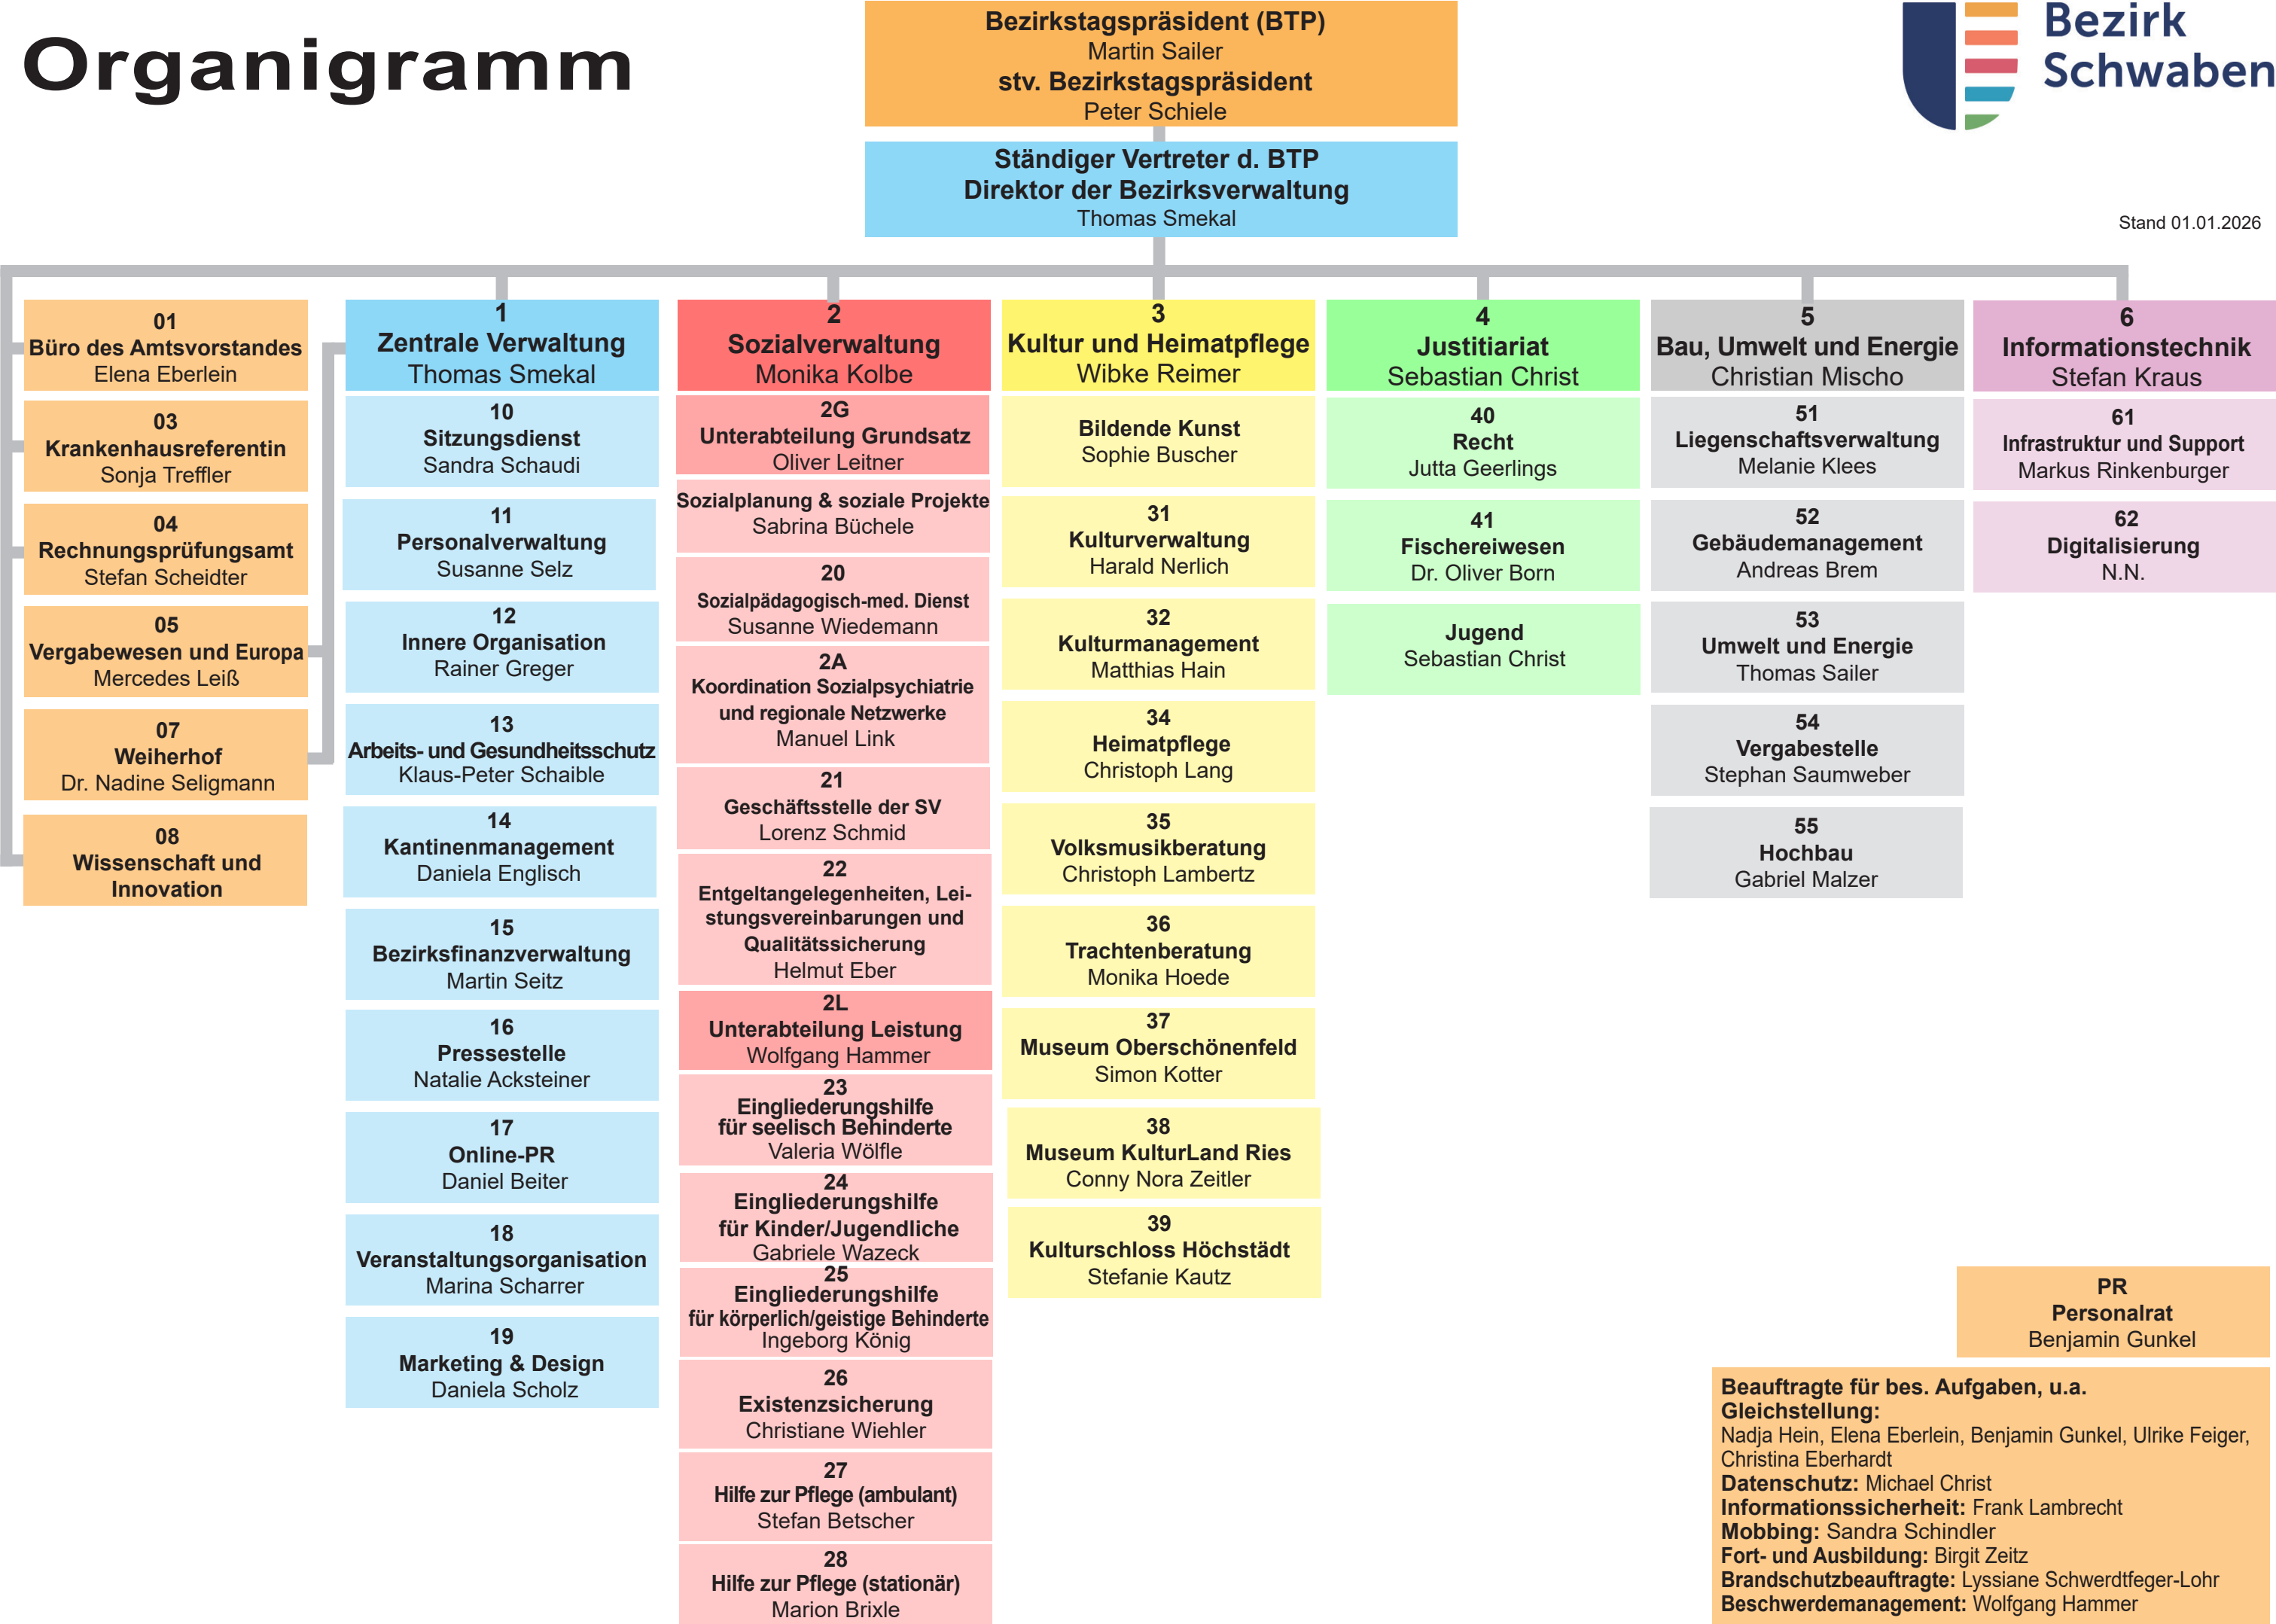 Organigramm
Bezirkstagspräsident (BTP)
Martin Sailer
stv. Bezirkstagspräsident
Peter Schiele
Ständiger Vertreter d. BTP
Direktor der Bezirksverwaltung
Thomas Smekal
Bezirk
Schwaben
Stand 01.01.2026
01
Büro des Amtsvorstandes
Elena Eberlein
03
Krankenhausreferentin
Sonja Treffler
04
Rechnungsprüfungsamt
Stefan Scheidter
05
Vergabewesen und Europa
Mercedes Leiß
07
Weiherhof
Dr. Nadine Seligmann
08
Wissenschaft und
Innovation
1
Zentrale Verwaltung
Thomas Smekal
10
Sitzungsdienst
Sandra Schaudi
11
Personalverwaltung
Susanne Selz
12
Innere Organisation
Rainer Greger
13
Arbeits- und Gesundheitsschutz
Klaus-Peter Schaible
14
Kantinenmanagement
Daniela Englisch
15
Bezirksfinanzverwaltung
Martin Seitz
16
Pressestelle
Natalie Acksteiner
17
Online-PR
Daniel Beiter
18
Veranstaltungsorganisation
Marina Scharrer
19
Marketing & Design
Daniela Scholz
2
Sozialverwaltung
Monika Kolbe
2G
Unterabteilung Grundsatz
Oliver Leitner
Sozialplanung & soziale Projekte
Sabrina Büchele
20
Sozialpädagogisch-med. Dienst
Susanne Wiedemann
2A
Koordination Sozialpsychiatrie
und regionale Netzwerke
Manuel Link
21
Geschäftsstelle der SV
Lorenz Schmid
22
Entgeltangelegenheiten, Lei-
stungsvereinbarungen und
Qualitätssicherung
Helmut Eber
2L
Unterabteilung Leistung
Wolfgang Hammer
23
Eingliederungshilfe
für seelisch Behinderte
Valeria Wölfle
24
Eingliederungshilfe
für Kinder/Jugendliche
Gabriele Wazeck
25
Eingliederungshilfe
für körperlich/geistige Behinderte
Ingeborg König
26
Existenzsicherung
Christiane Wiehler
27
Hilfe zur Pflege (ambulant)
Stefan Betscher
28
Hilfe zur Pflege (stationär)
Marion Brixle
3
Kultur und Heimatpflege
Wibke Reimer
Bildende Kunst
Sophie Buscher
31
Kulturverwaltung
Harald Nerlich
32
Kulturmanagement
Matthias Hain
34
Heimatpflege
Christoph Lang
35
Volksmusikberatung
Christoph Lambertz
36
Trachtenberatung
Monika Hoede
37
Museum Oberschönenfeld
Simon Kotter
38
Museum KulturLand Ries
Conny Nora Zeitler
39
Kulturschloss Höchstädt
Stefanie Kautz
4
Justitiariat
Sebastian Christ
40
Recht
Jutta Geerlings
41
Fischereiwesen
Dr. Oliver Born
Jugend
Sebastian Christ
5
Bau, Umwelt und Energie
Christian Mischo
51
Liegenschaftsverwaltung
Melanie Klees
52
Gebäudemanagement
Andreas Brem
53
Umwelt und Energie
Thomas Sailer
54
Vergabestelle
Stephan Saumweber
55
Hochbau
Gabriel Malzer
6
Informationstechnik
Stefan Kraus
61
Infrastruktur und Support
Markus Rinkenburger
62
Digitalisierung
N.N.
PR
Personalrat
Benjamin Gunkel
Beauftragte für bes. Aufgaben, u.a.
Gleichstellung:
Nadja Hein, Elena Eberlein, Benjamin Gunkel, Ulrike Feiger,
Christina Eberhardt
Datenschutz: Michael Christ
Informationssicherheit: Frank Lambrecht
Mobbing: Sandra Schindler
Fort- und Ausbildung: Birgit Zeitz
Brandschutzbeauftragte: Lyssiane Schwerdtfeger-Lohr
Beschwerdemanagement: Wolfgang Hammer